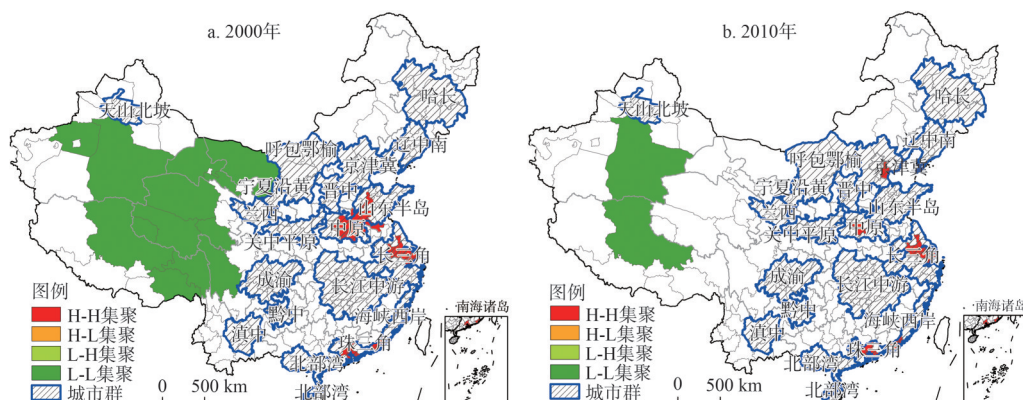 a. 2000年
哈长
天山北坡
辽中南
呼包鄂榆
京津冀
宁夏沿黄
晋中
山东半岛
兰西
中原
关中平原
长三角
成渝
长江中游
黔中
海峡西岸
滇中
珠三角
北部湾
北部湾
南海诸岛
图例
H-H集聚
H-L集聚
L-H集聚
L-L集聚
城市群
0 500 km
b. 2010年
哈长
天山北坡
辽中南
呼包鄂榆
京津冀
宁夏沿黄
晋中
山东半岛
兰西
中原
关中平原
长三角
成渝
长江中游
黔中
海峡西岸
滇中
珠三角
北部湾
北部湾
南海诸岛
图例
H-H集聚
H-L集聚
L-H集聚
L-L集聚
城市群
0 500 km